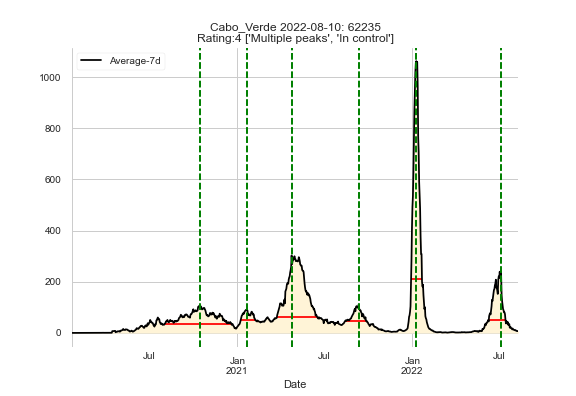 Cabo_Verde 2022-08-10: 62235
Rating:4 ['Multiple peaks', 'In control']
Average-7d
1000
800
600
400
200
0
Jul
Jan
2021
Jul
Jan
2022
Jul
Date